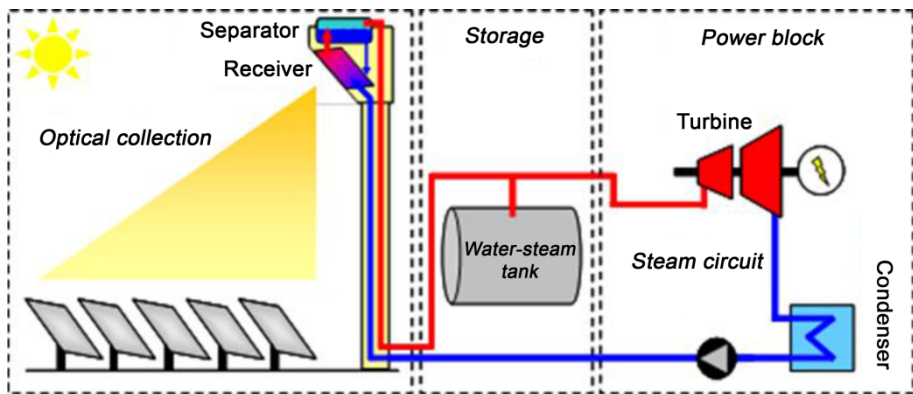 Separator
Receiver
Optical collection
Storage
Water-steam
tank
Power block
Turbine
Steam circuit
Condenser